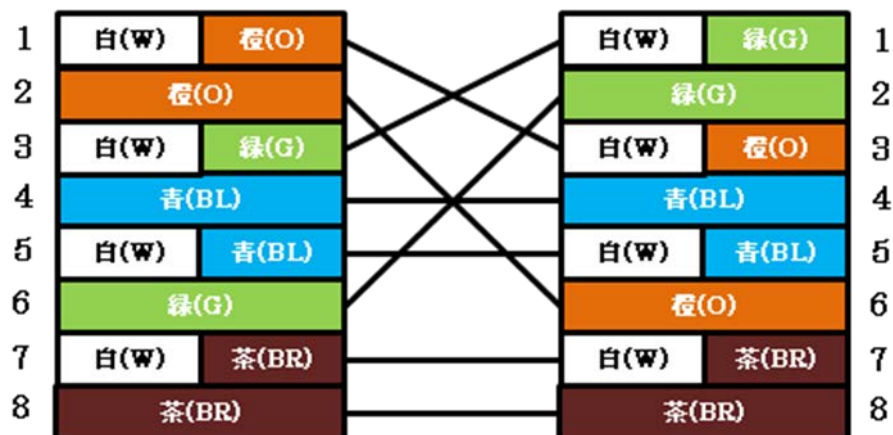 1 白(W) 橙(O) 白(W) 緑(G) 1
2 橙(O) 緑(G) 2
3 白(W) 緑(G) 白(W) 橙(O) 3
4 青(BL) 青(BL) 4
5 白(W) 青(BL) 白(W) 青(BL) 5
6 緑(G) 橙(O) 6
7 白(W) 茶(BR) 白(W) 茶(BR) 7
8 茶(BR) 茶(BR) 8